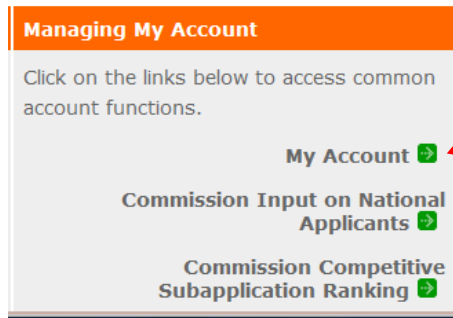 Managing My Account
Click on the links below to access common
account functions.
My Account
Commission Input on National
Applicants
Commission Competitive
Subapplication Ranking